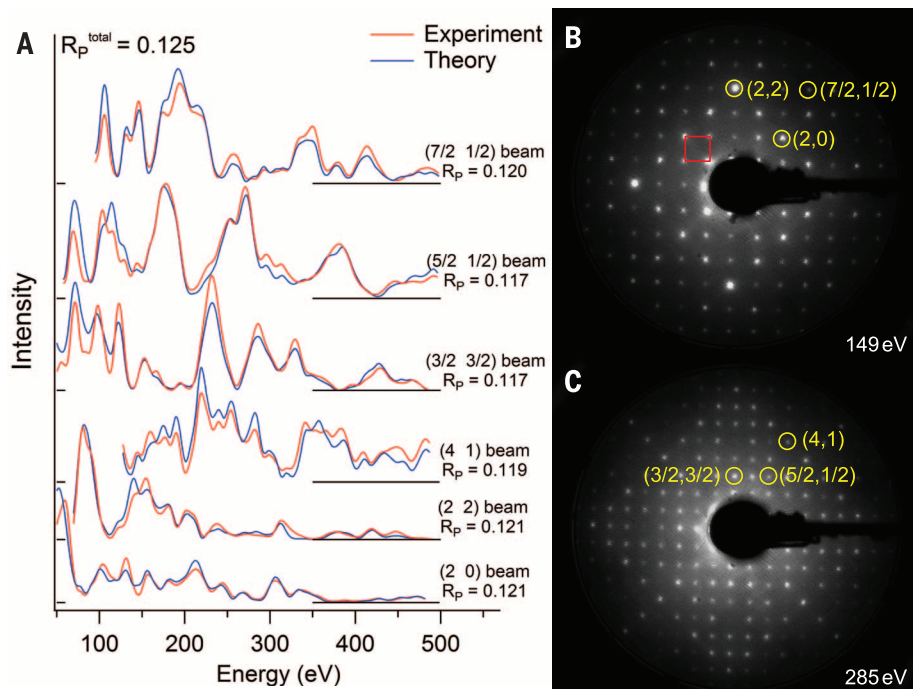 A
R_P^total = 0.125
Experiment
Theory
Intensity
(7/2 1/2) beam
R_P = 0.120
(5/2 1/2) beam
R_P = 0.117
(3/2 3/2) beam
R_P = 0.117
(4 1) beam
R_P = 0.119
(2 2) beam
R_P = 0.121
(2 0) beam
R_P = 0.121
100 200 300 400 500
Energy (eV)
B
(2,2)
(7/2,1/2)
(2,0)
149 eV
C
(4,1)
(3/2,3/2)
(5/2,1/2)
285 eV